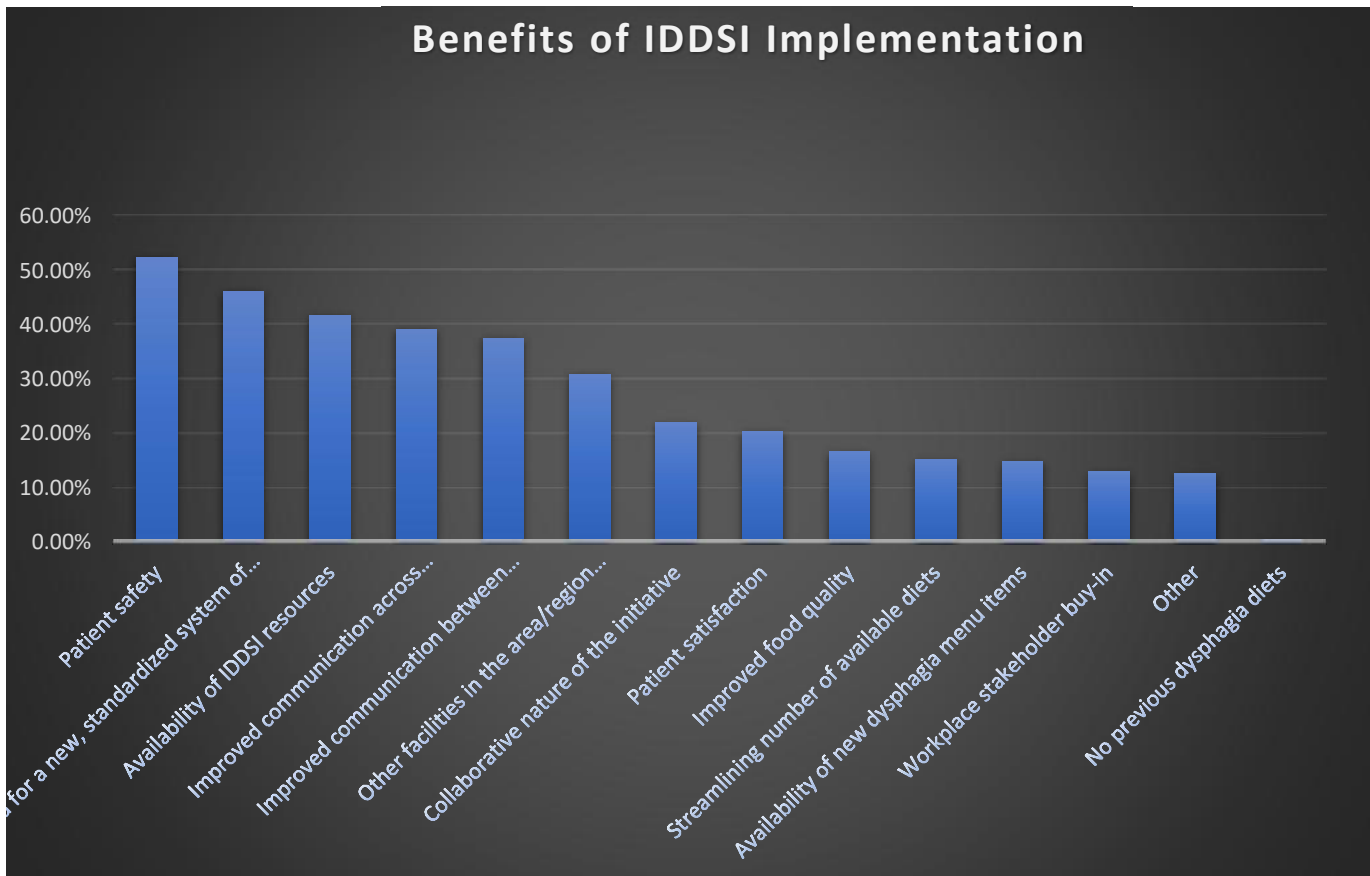 Benefits of IDDSI Implementation
60.00%
50.00%
40.00%
30.00%
20.00%
10.00%
0.00%
Patient safety
for a new, standardized system of...
Availability of IDDSI resources
Improved communication across...
Improved communication between...
Other facilities in the area/region...
Collaborative nature of the initiative
Patient satisfaction
Improved food quality
Streamlining number of available diets
Availability of new dysphagia menu items
Workplace stakeholder buy-in
Other
No previous dysphagia diets